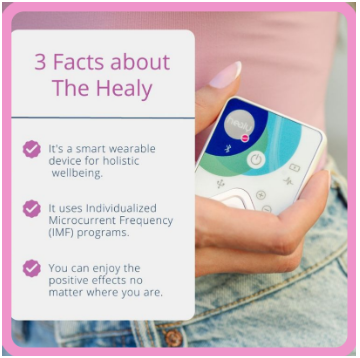 3 Facts about
The Healy
It's a smart wearable
device for holistic
wellbeing.
It uses Individualized
Microcurrent Frequency
(IMF) programs.
You can enjoy the
positive effects no
matter where you are.
healy